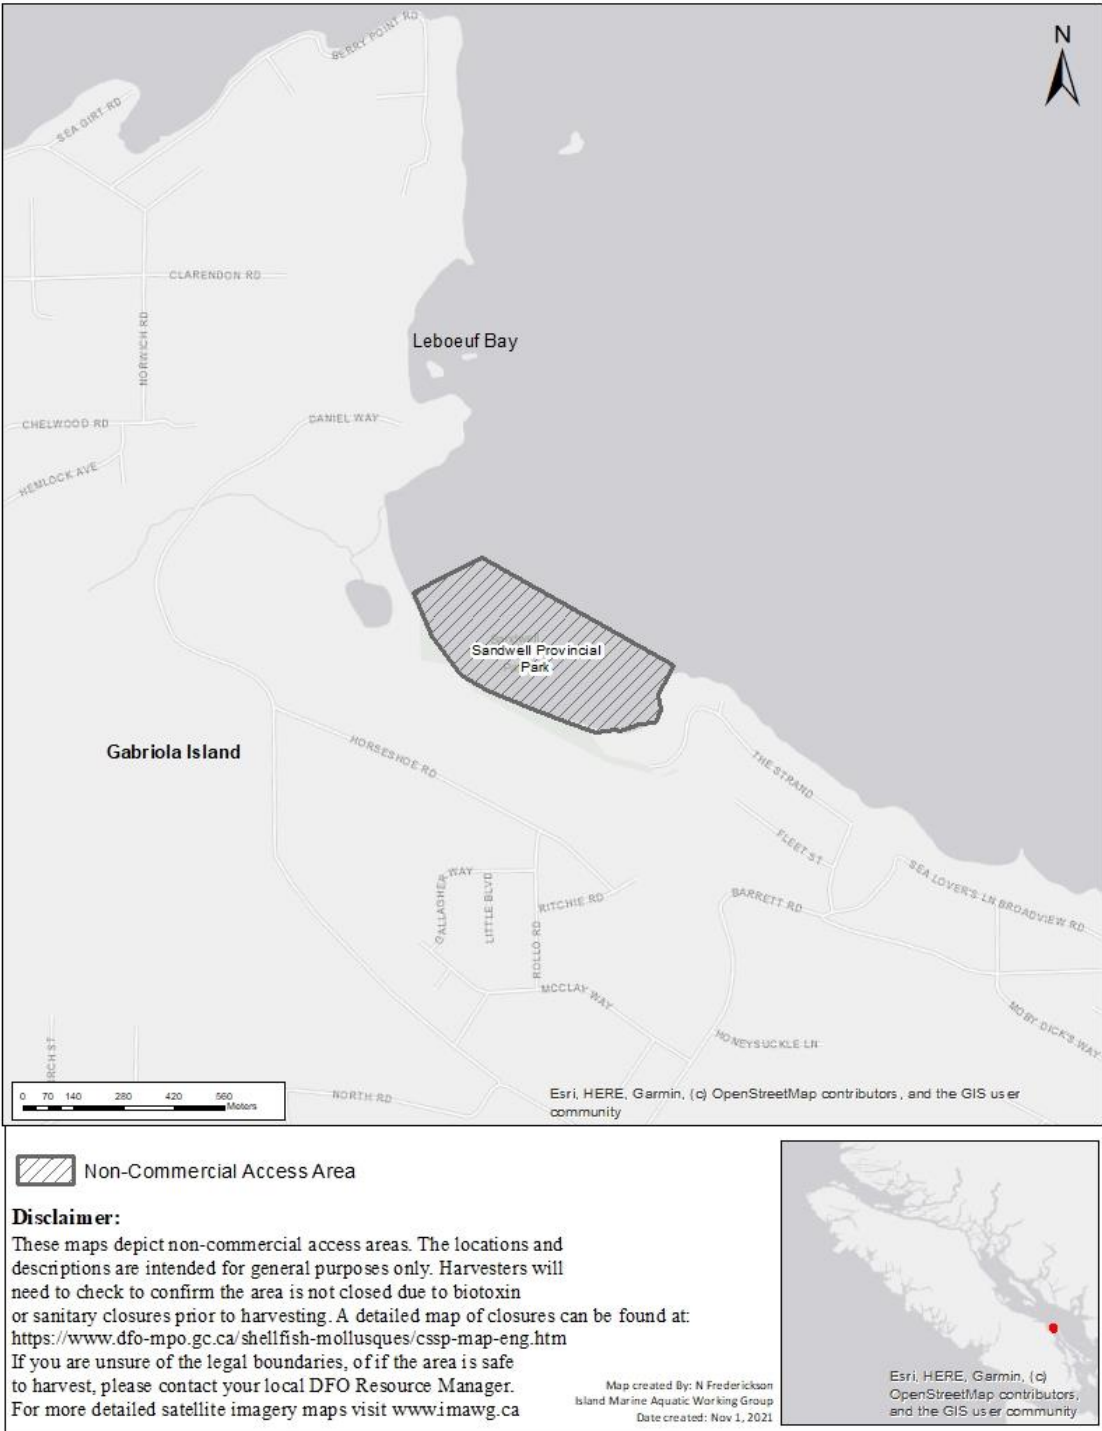 BERRY POINT RD
N
SEA GIRT RD
CLARENDON RD
NORWICH RD
Leboeuf Bay
CHELWOOD RD
DANIEL WAY
HEMLOCK AVE
Sandwell Provincial
Park
Gabriola Island
HORSESHOE RD
THE STRAND
FLEET ST
SEA LOVER'S LN
BROADVIEW RD
GALLAGHER WAY
LITTLE BLVD
RITCHIE RD
BARRETT RD
ROLLO RD
MCCLAY WAY
MOBY DICK'S WAY
HONEYSUCKLE LN
RCH ST
NORTH RD
0 70 140 280 420 560
Meters
Esri, HERE, Garmin, (c) OpenStreetMap contributors, and the GIS user
community
Non-Commercial Access Area
Disclaimer:
These maps depict non-commercial access areas. The locations and
descriptions are intended for general purposes only. Harvesters will
need to check to confirm the area is not closed due to biotoxin
or sanitary closures prior to harvesting. A detailed map of closures can be found at:
https://www.dfo-mpo.gc.ca/shellfish-mollusques/cssp-map-eng.htm
If you are unsure of the legal boundaries, of if the area is safe
to harvest, please contact your local DFO Resource Manager.
For more detailed satellite imagery maps visit www.imawg.ca
Map created By: N Frederickson
Island Marine Aquatic Working Group
Date created: Nov 1, 2021
Esri, HERE, Garmin, (c)
OpenStreetMap contributors,
and the GIS user community